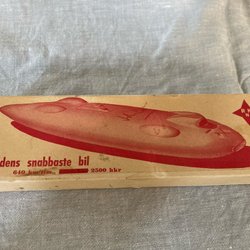 dens snabbaste bil
640 km/tim. 2500 hkr